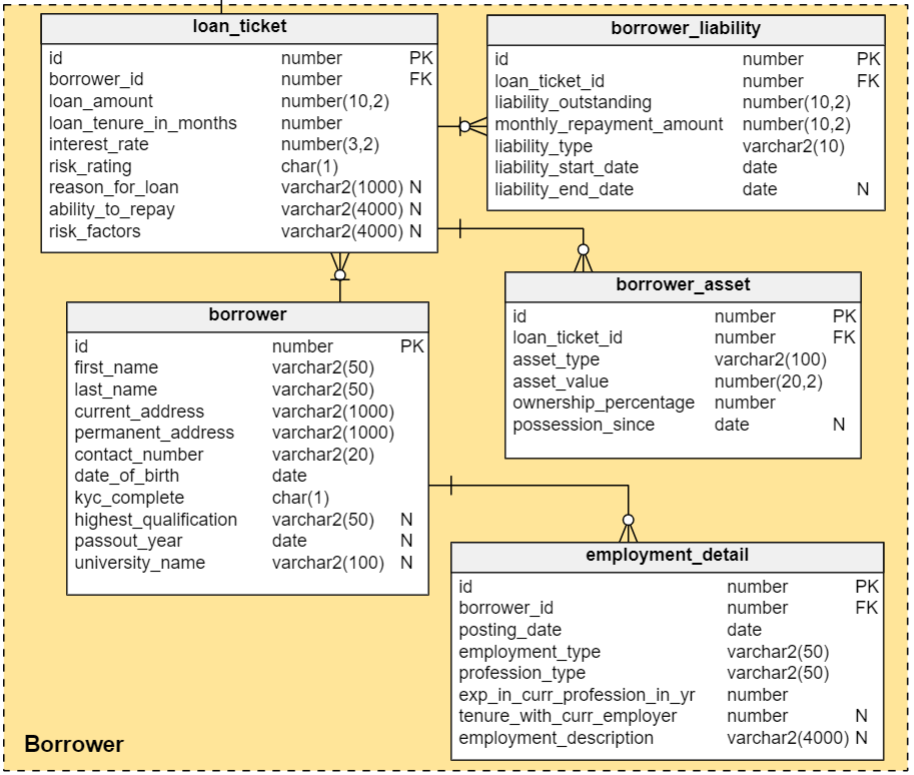 loan_ticket
id number PK
borrower_id number FK
loan_amount number(10,2)
loan_tenure_in_months number
interest_rate number(3,2)
risk_rating char(1)
reason_for_loan varchar2(1000) N
ability_to_repay varchar2(4000) N
risk_factors varchar2(4000) N
borrower_liability
id number PK
loan_ticket_id number FK
liability_outstanding number(10,2)
monthly_repayment_amount number(10,2)
liability_type varchar2(10)
liability_start_date date
liability_end_date date N
borrower_asset
id number PK
loan_ticket_id number FK
asset_type varchar2(100)
asset_value number(20,2)
ownership_percentage number
possession_since date N
borrower
id number PK
first_name varchar2(50)
last_name varchar2(50)
current_address varchar2(1000)
permanent_address varchar2(1000)
contact_number varchar2(20)
date_of_birth date
kyc_complete char(1)
highest_qualification varchar2(50) N
passout_year date N
university_name varchar2(100) N
employment_detail
id number PK
borrower_id number FK
posting_date date
employment_type varchar2(50)
profession_type varchar2(50)
exp_in_curr_profession_in_yr number
tenure_with_curr_employer number N
employment_description varchar2(4000) N
Borrower